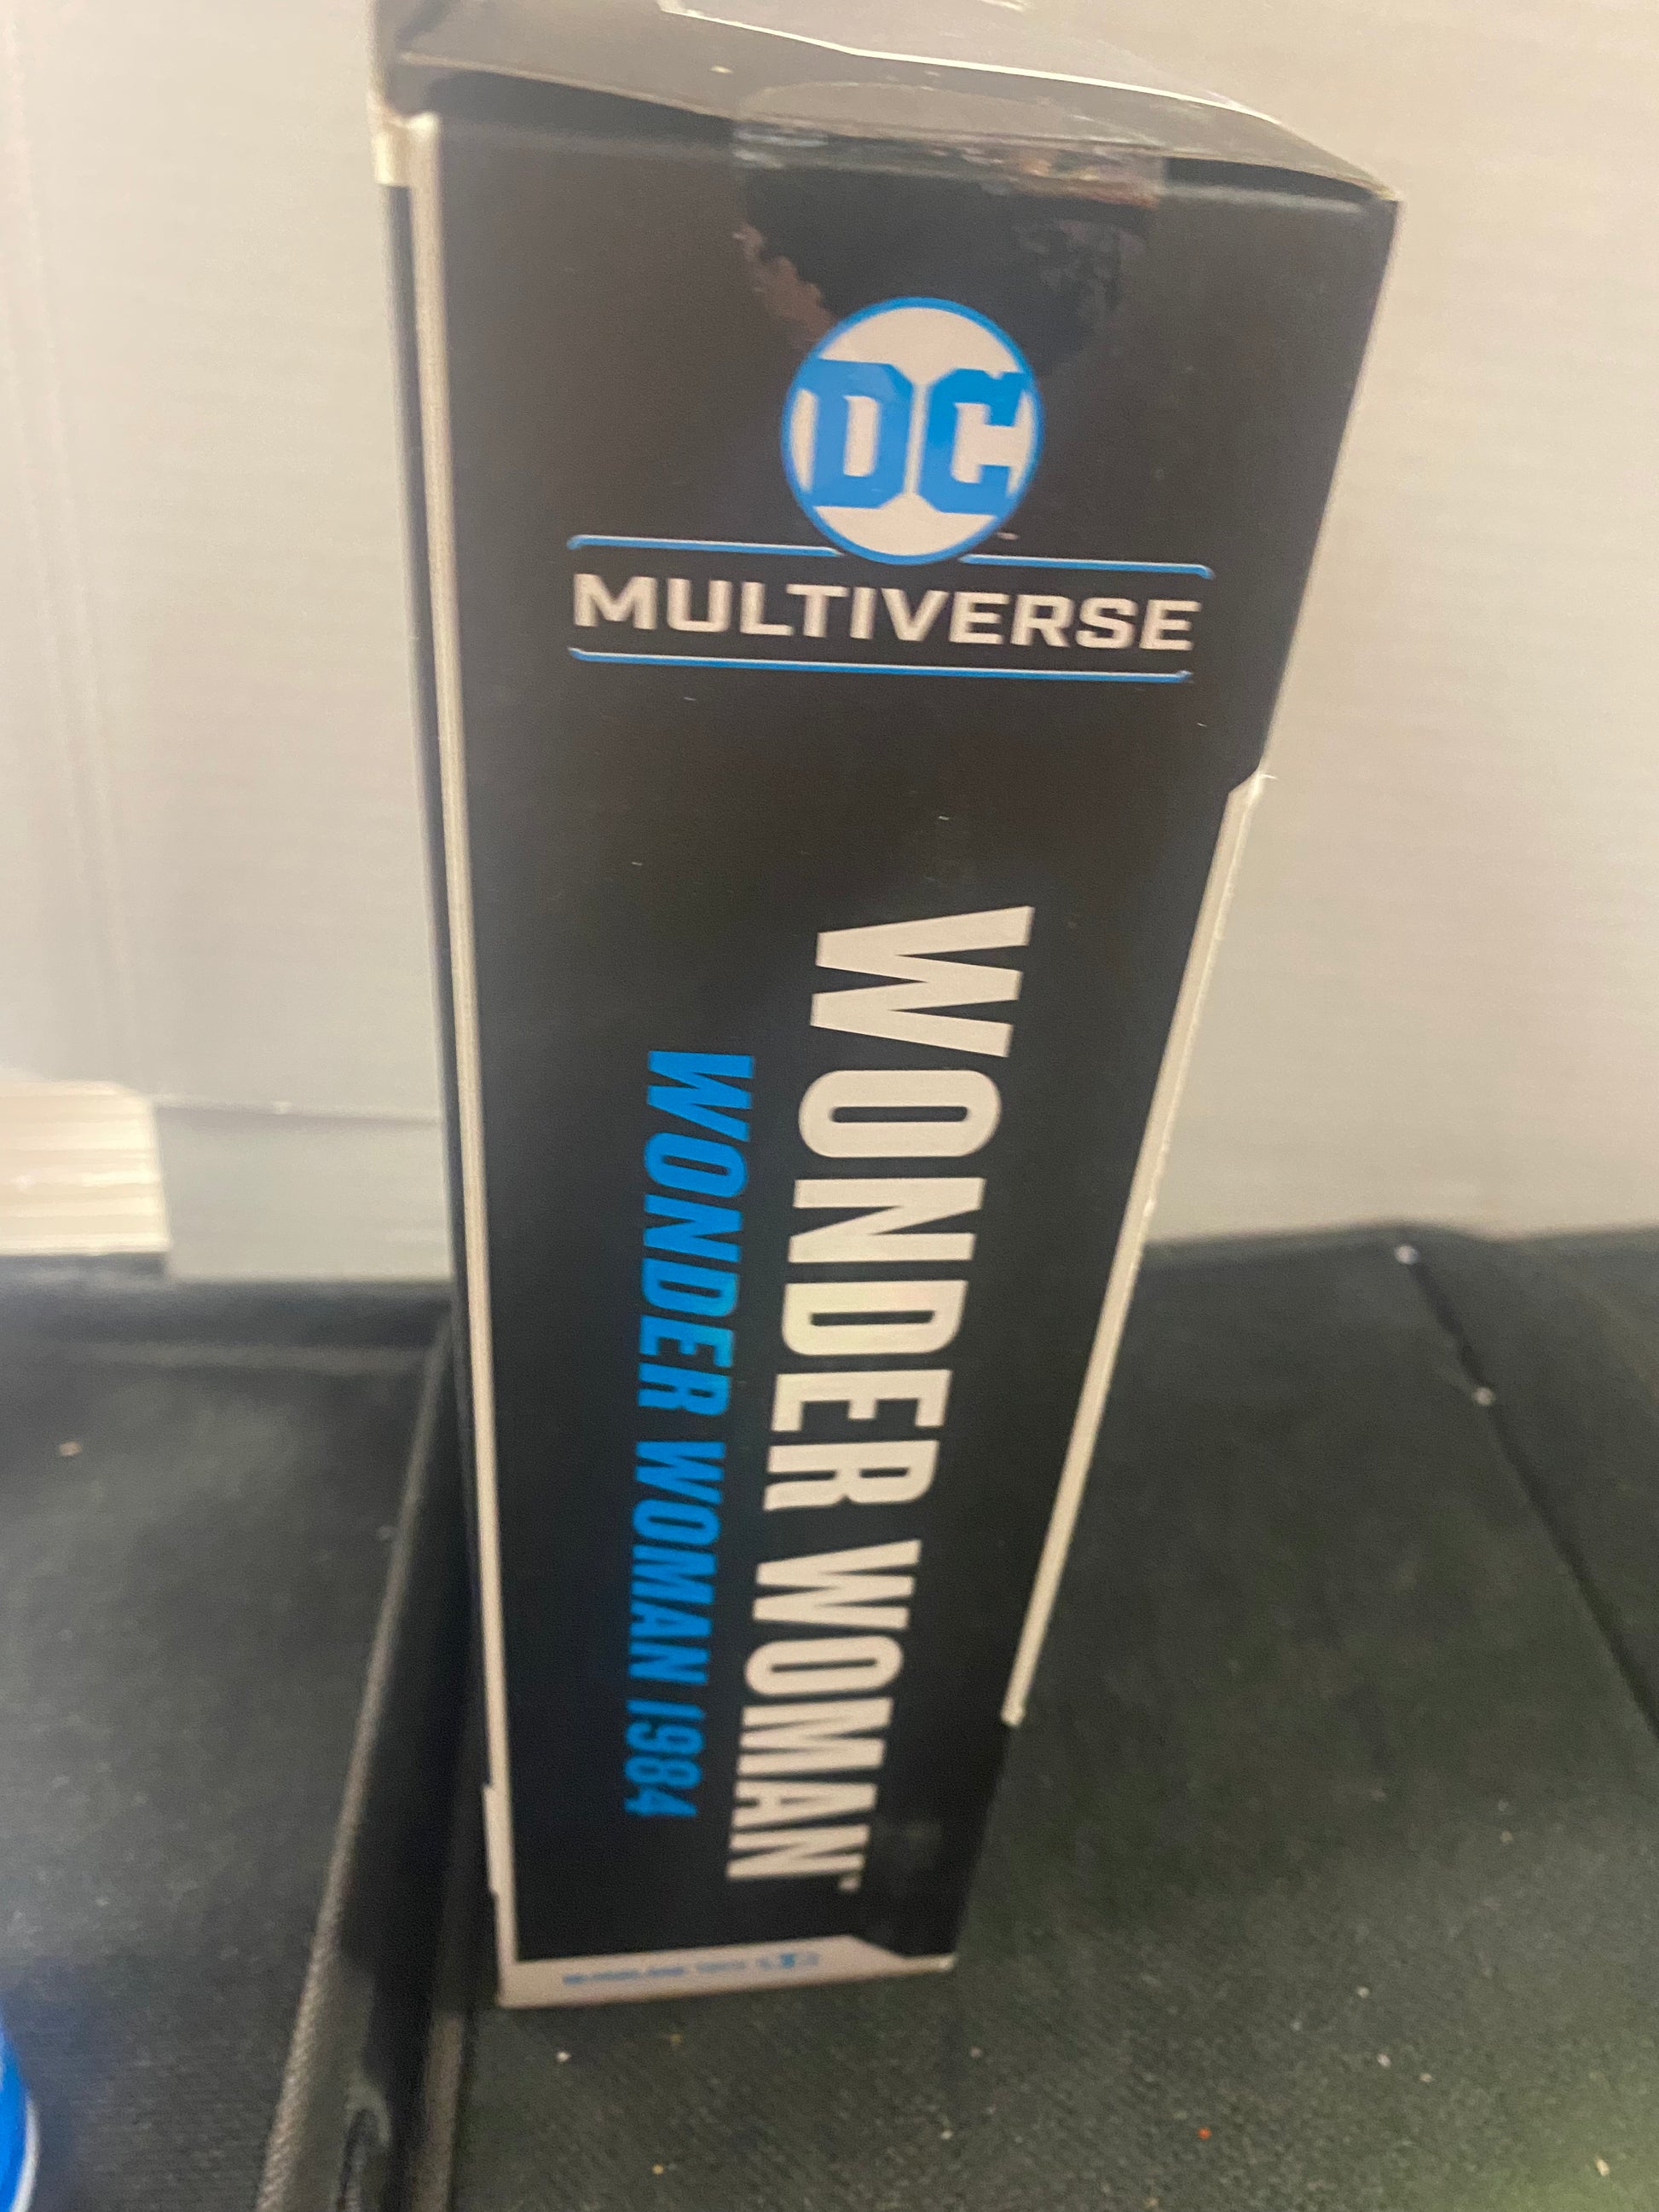 DC
MULTIVERSE
WONDER WOMAN
WONDER WOMAN 1984